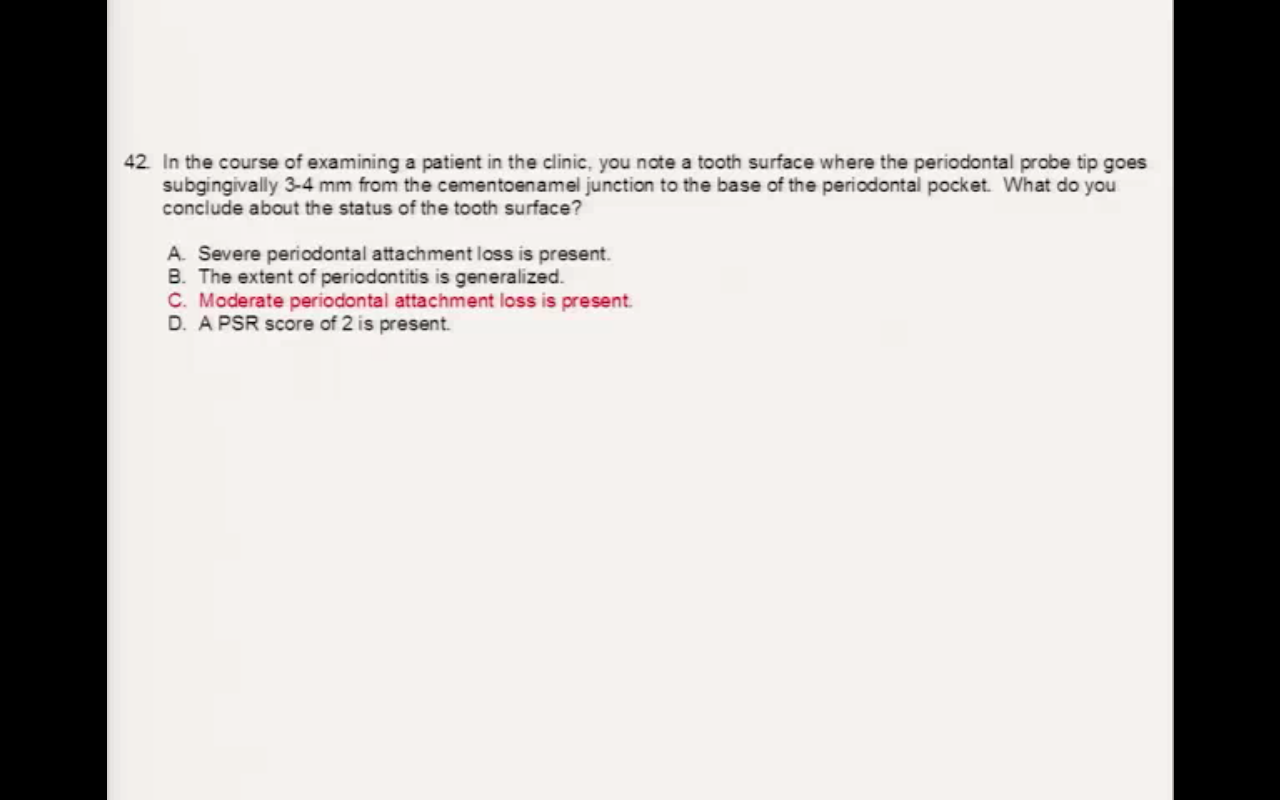 42. In the course of examining a patient in the clinic, you note a tooth surface where the periodontal probe tip goes
subgingivally 3-4 mm from the cementoenamel junction to the base of the periodontal pocket. What do you
conclude about the status of the tooth surface?
A. Severe periodontal attachment loss is present.
B. The extent of periodontitis is generalized.
C. Moderate periodontal attachment loss is present.
D. A PSR score of 2 is present.